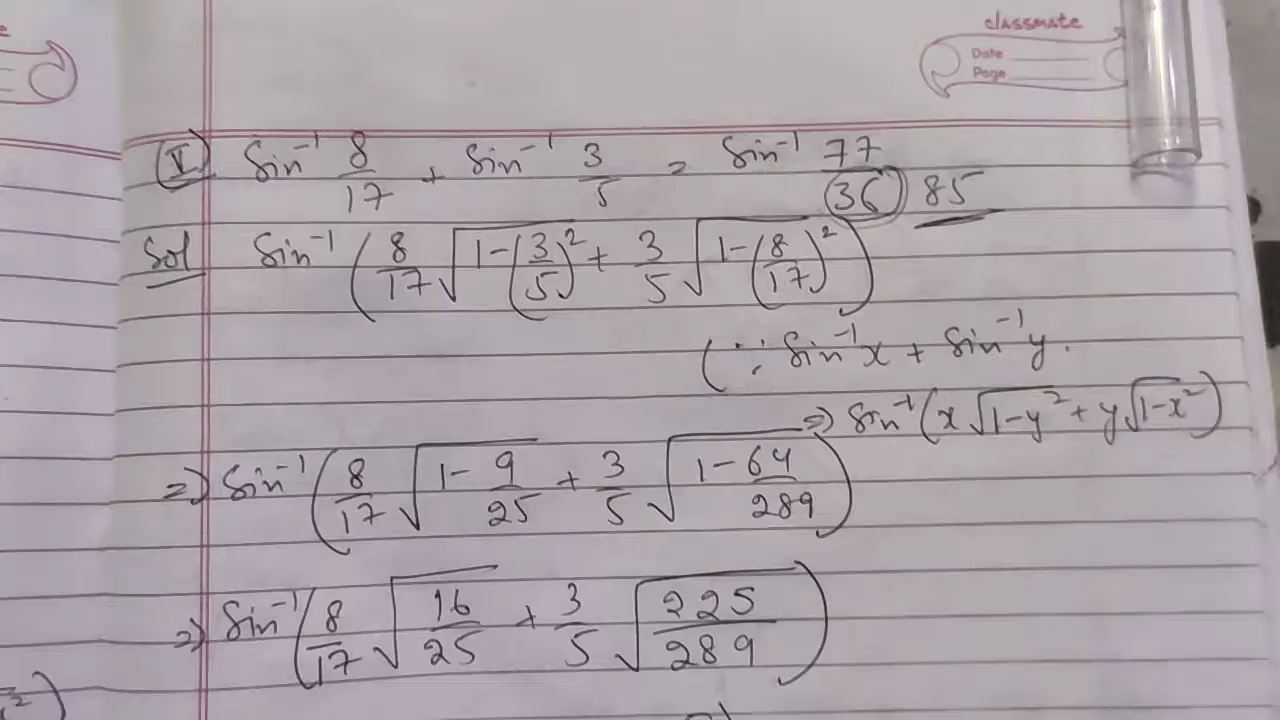 classmate
Date
Page
(V) Sin⁻¹ 8/17 + Sin⁻¹ 3/5 = Sin⁻¹ 77/36 85
Sol Sin⁻¹ (8/17 √(1-(3/5)²) + 3/5 √(1-(8/17)²))
(∵ Sin⁻¹x + Sin⁻¹y.
⇒ Sin⁻¹(x√(1-y²) + y√(1-x²))
⇒ Sin⁻¹(8/17 √(1-9/25) + 3/5 √(1-64/289))
⇒ Sin⁻¹(8/17 √(16/25) + 3/5 √(225/289))